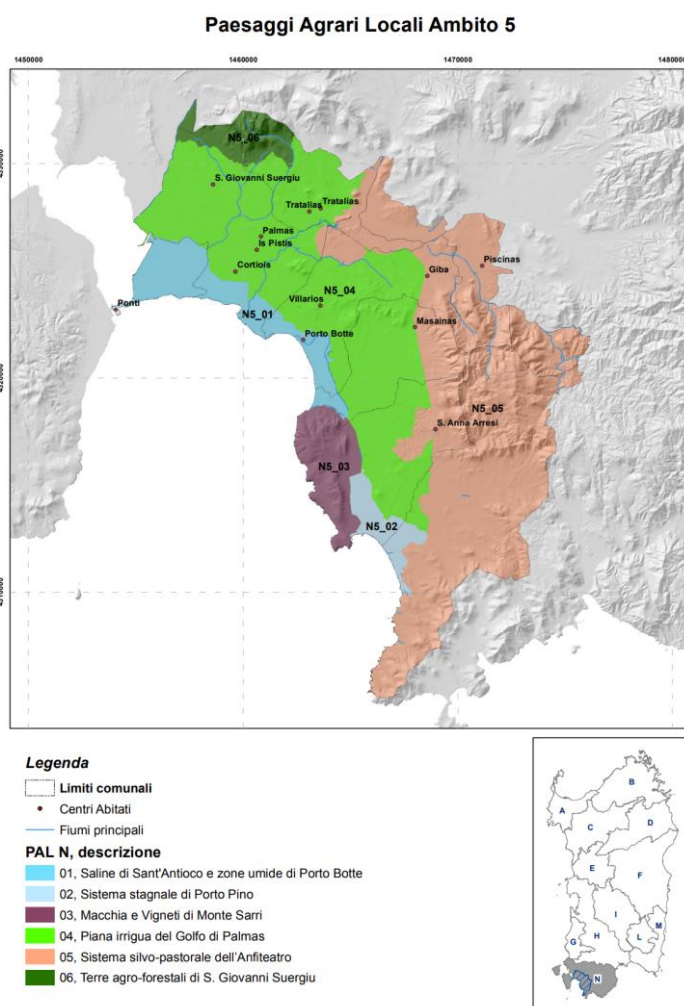 Paesaggi Agrari Locali Ambito 5
1450000
1460000
1470000
1480000
4330000
4320000
4310000
N5_06
S. Giovanni Suergiu
Tratalias
Tratalias
Palmas
Is Pistis
Cortiois
Piscinas
Giba
N5_04
Villarios
N5_01
Ponti
Masainas
Porto Botte
N5_05
S. Anna Arresi
N5_03
N5_02
Legenda
Limiti comunali
Centri Abitati
Fiumi principali
PAL N, descrizione
01, Saline di Sant'Antioco e zone umide di Porto Botte
02, Sistema stagnale di Porto Pino
03, Macchia e Vigneti di Monte Sarri
04, Piana irrigua del Golfo di Palmas
05, Sistema silvo-pastorale dell'Anfiteatro
06, Terre agro-forestali di S. Giovanni Suergiu
B
A
C
D
E
F
I
M
G
H
L
N